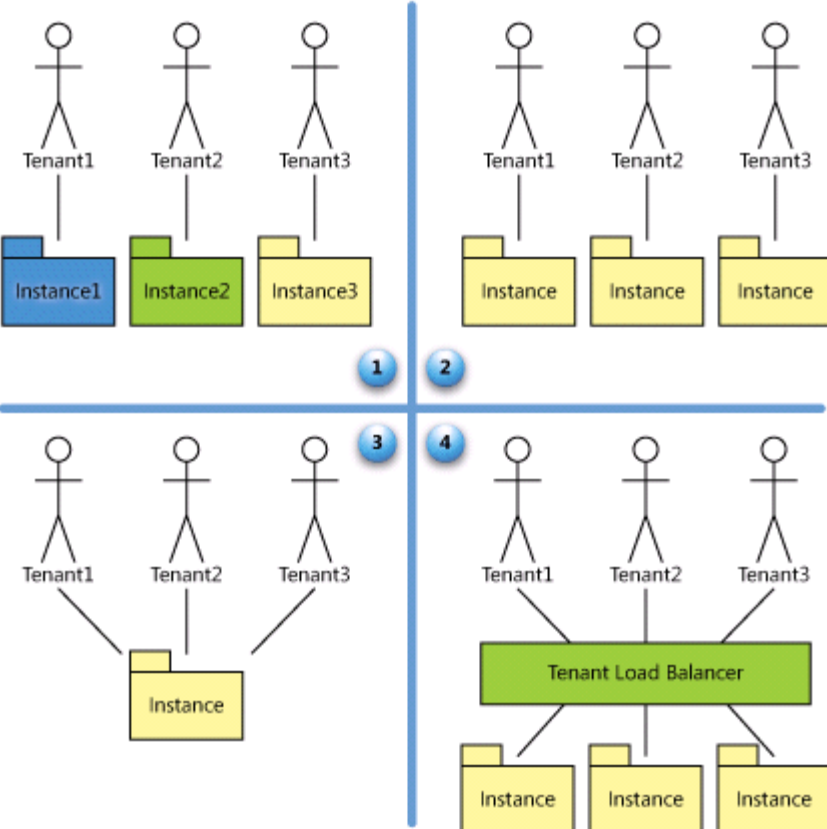 Tenant1 Tenant2 Tenant3
Instance1 Instance2 Instance3
1
Tenant1 Tenant2 Tenant3
Instance Instance Instance
2
3
Tenant1 Tenant2 Tenant3
Instance
4
Tenant1 Tenant2 Tenant3
Tenant Load Balancer
Instance Instance Instance